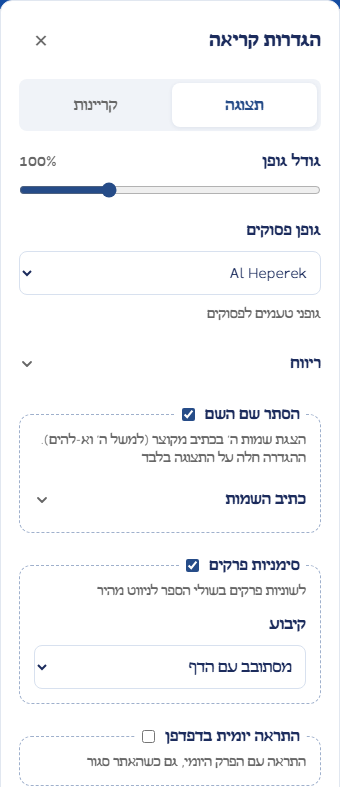 הגדרות קריאה
תצוגה
קריינות
גודל גופן
100%
גופן פסוקים
Al Heperek
גופני טעמים לפסוקים
ריווח
הסתר שם השם
הצגת שמות ה' בכתיב מקוצר (למשל ה' וא-להים).
ההגדרה חלה על התצוגה בלבד
כתיב השמות
סימניות פרקים
לשוניות פרקים בשולי הספר לניווט מהיר
קיבוע
מסתובב עם הדף
התראה יומית בדפדפן
התראה עם הפרק היומי, גם כשהאתר סגור